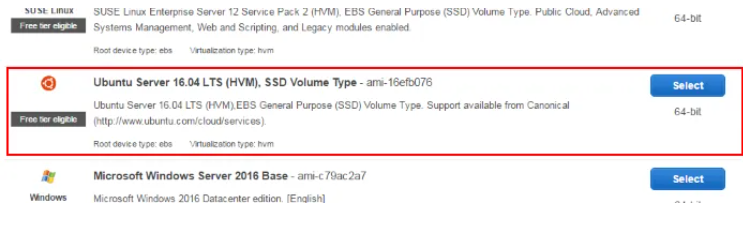 SUSE Linux
SUSE Linux Enterprise Server 12 Service Pack 2 (HVM), EBS General Purpose (SSD) Volume Type. Public Cloud, Advanced
Systems Management, Web and Scripting, and Legacy modules enabled.
64-bit
Free tier eligible
Root device type: ebs Virtualization type: hvm
Ubuntu Server 16.04 LTS (HVM), SSD Volume Type - ami-16efb076
Select
Ubuntu Server 16.04 LTS (HVM),EBS General Purpose (SSD) Volume Type. Support available from Canonical
64-bit
Free tier eligible
(http://www.ubuntu.com/cloud/services).
Root device type: ebs Virtualization type: hvm
Microsoft Windows Server 2016 Base - ami-c79ac2a7
Select
Windows
Microsoft Windows 2016 Datacenter edition. [English]